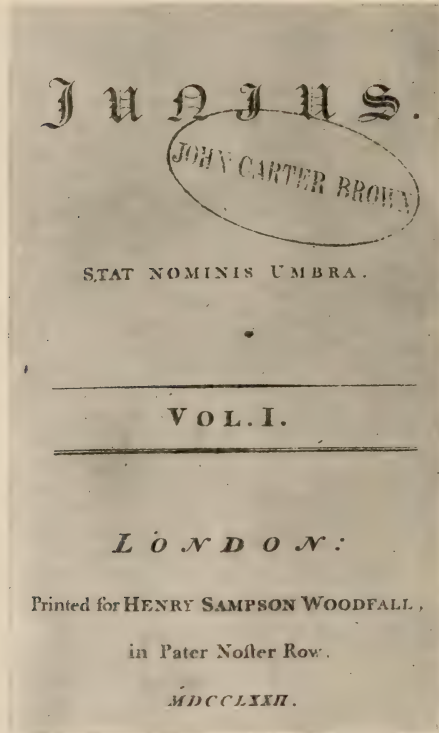 JUNIUS.
JOHN CARTER BROWN
STAT NOMINIS UMBRA.
VOL. I.
LONDON:
Printed for HENRY SAMPSON WOODFALL,
in Pater Noſter Row.
MDCCLXXII.